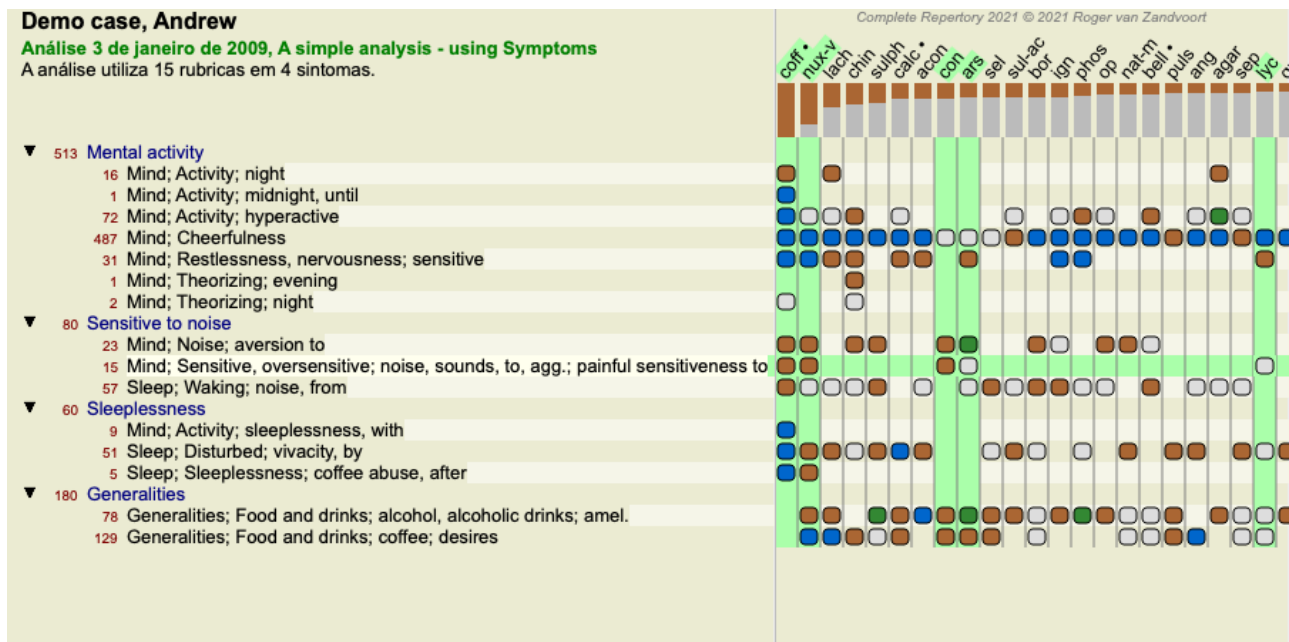 Demo case, Andrew
Complete Repertory 2021 © 2021 Roger van Zandvoort
Análise 3 de janeiro de 2009, A simple analysis - using Symptoms
A análise utiliza 15 rubricas em 4 sintomas.
coff • nux-v lach chin sulph calc • acon con ars sel sul-ac bor ign phos op nat-m bell • puls ang agar sep lyc
513 Mental activity
16 Mind; Activity; night
1 Mind; Activity; midnight, until
72 Mind; Activity; hyperactive
487 Mind; Cheerfulness
31 Mind; Restlessness, nervousness; sensitive
1 Mind; Theorizing; evening
2 Mind; Theorizing; night
80 Sensitive to noise
23 Mind; Noise; aversion to
15 Mind; Sensitive, oversensitive; noise, sounds, to, agg.; painful sensitiveness to
57 Sleep; Waking; noise, from
60 Sleeplessness
9 Mind; Activity; sleeplessness, with
51 Sleep; Disturbed; vivacity, by
5 Sleep; Sleeplessness; coffee abuse, after
180 Generalities
78 Generalities; Food and drinks; alcohol, alcoholic drinks; amel.
129 Generalities; Food and drinks; coffee; desires